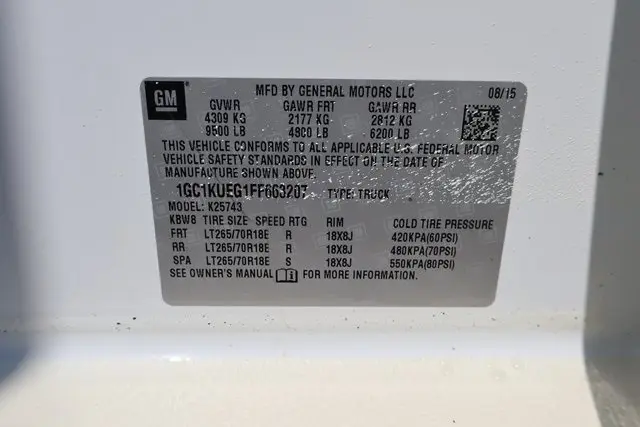 GM
MFD BY GENERAL MOTORS LLC 08/15
GVWR GAWR FRT GAWR RR
4309 KG 2177 KG 2812 KG
9500 LB 4800 LB 6200 LB
THIS VEHICLE CONFORMS TO ALL APPLICABLE U.S. FEDERAL MOTOR
VEHICLE SAFETY STANDARDS IN EFFECT ON THE DATE OF
MANUFACTURE SHOWN ABOVE.
1GC1KUEG1FF663207 TYPE: TRUCK
MODEL: K25743
KBW8 TIRE SIZE SPEED RTG RIM COLD TIRE PRESSURE
FRT LT265/70R18E R 18X8J 420KPA(60PSI)
RR LT265/70R18E R 18X8J 480KPA(70PSI)
SPA LT265/70R18E S 18X8J 550KPA(80PSI)
SEE OWNER'S MANUAL FOR MORE INFORMATION.